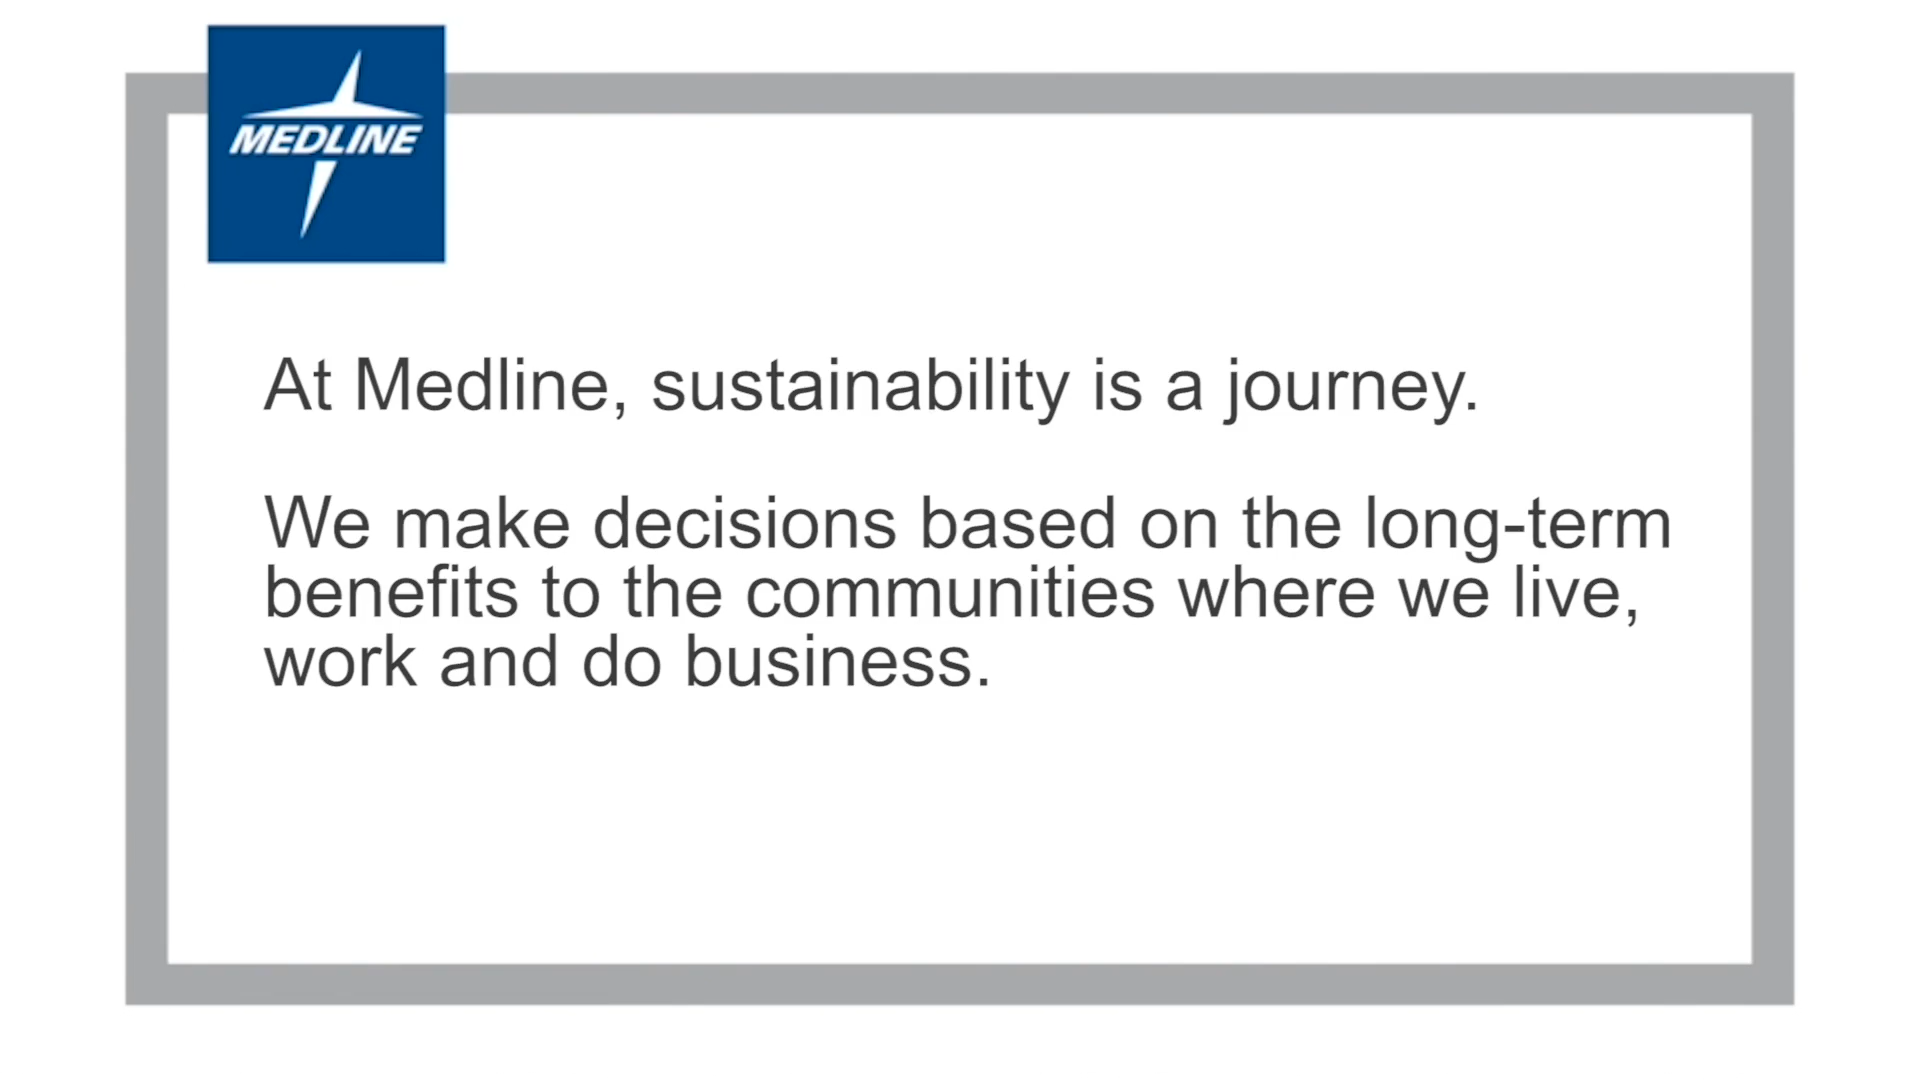 MEDLINE
At Medline, sustainability is a journey.
We make decisions based on the long-term
benefits to the communities where we live,
work and do business.